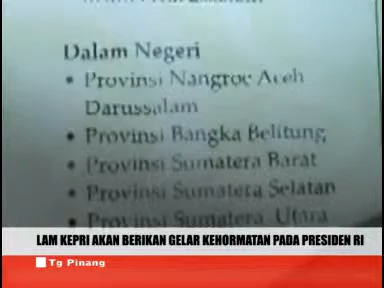 Dalam Negeri
• Provinsi Nangroe Aceh
Darussalam
• Provinsi Bangka Belitung
• Provinsi Sumatera Barat
• Provinsi Sumatera Selatan
• Provinsi Sumatera Utara
LAM KEPRI AKAN BERIKAN GELAR KEHORMATAN PADA PRESIDEN RI
Tg Pinang